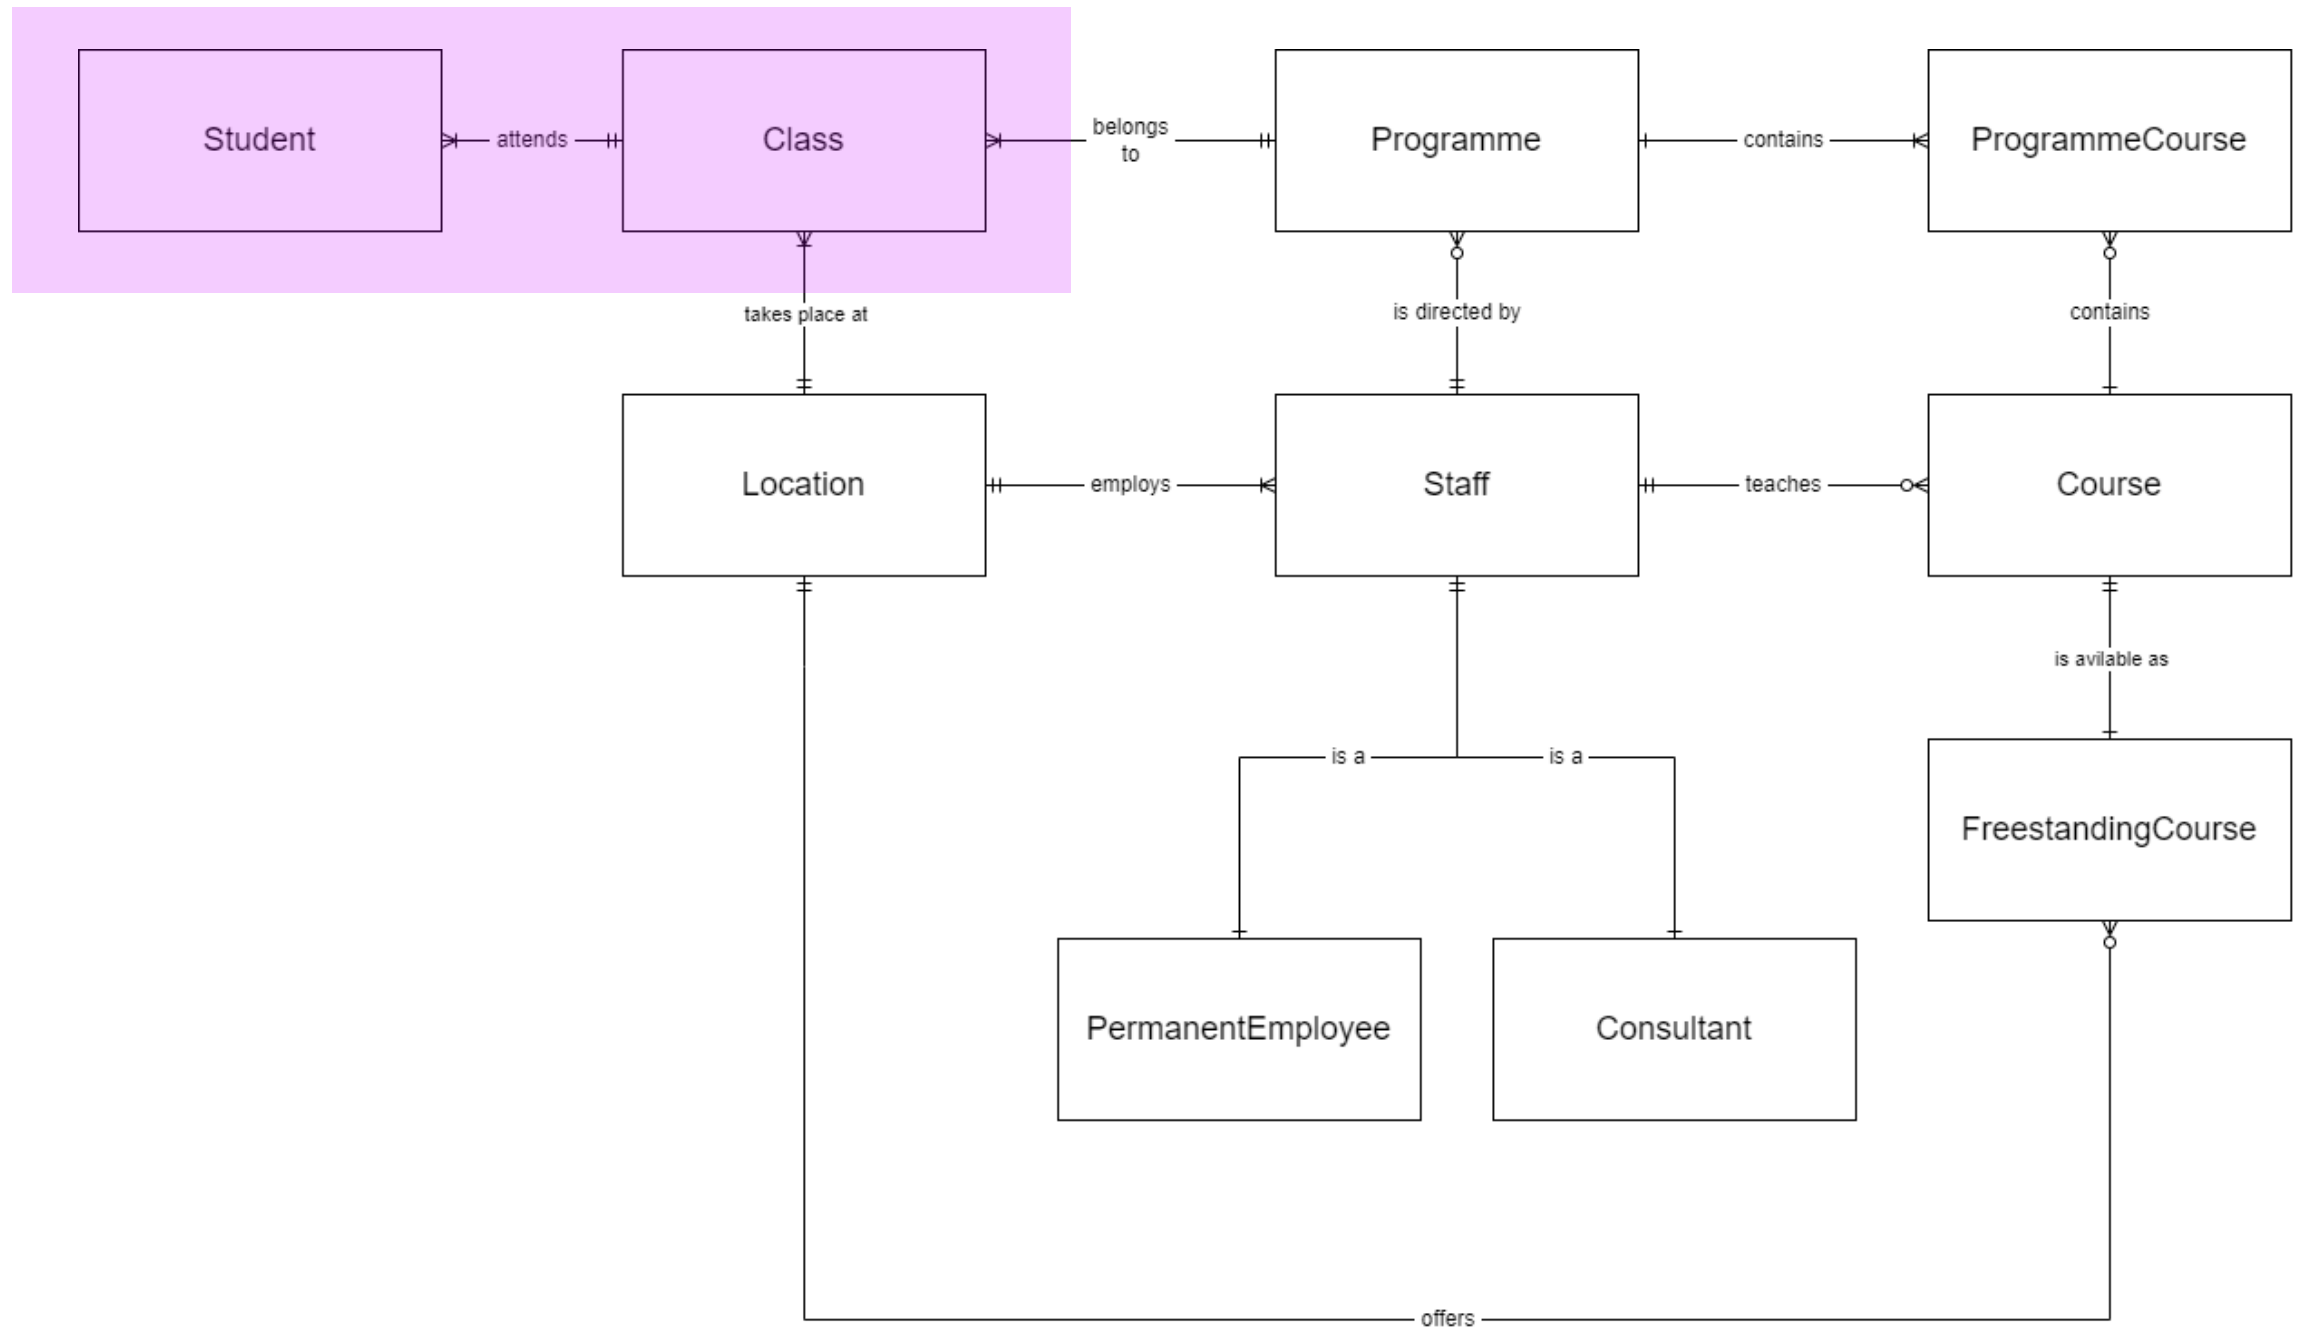 Student
attends
Class
belongs
to
Programme
contains
ProgrammeCourse
takes place at
is directed by
contains
Location
employs
Staff
teaches
Course
is avilable as
is a
is a
FreestandingCourse
PermanentEmployee
Consultant
offers